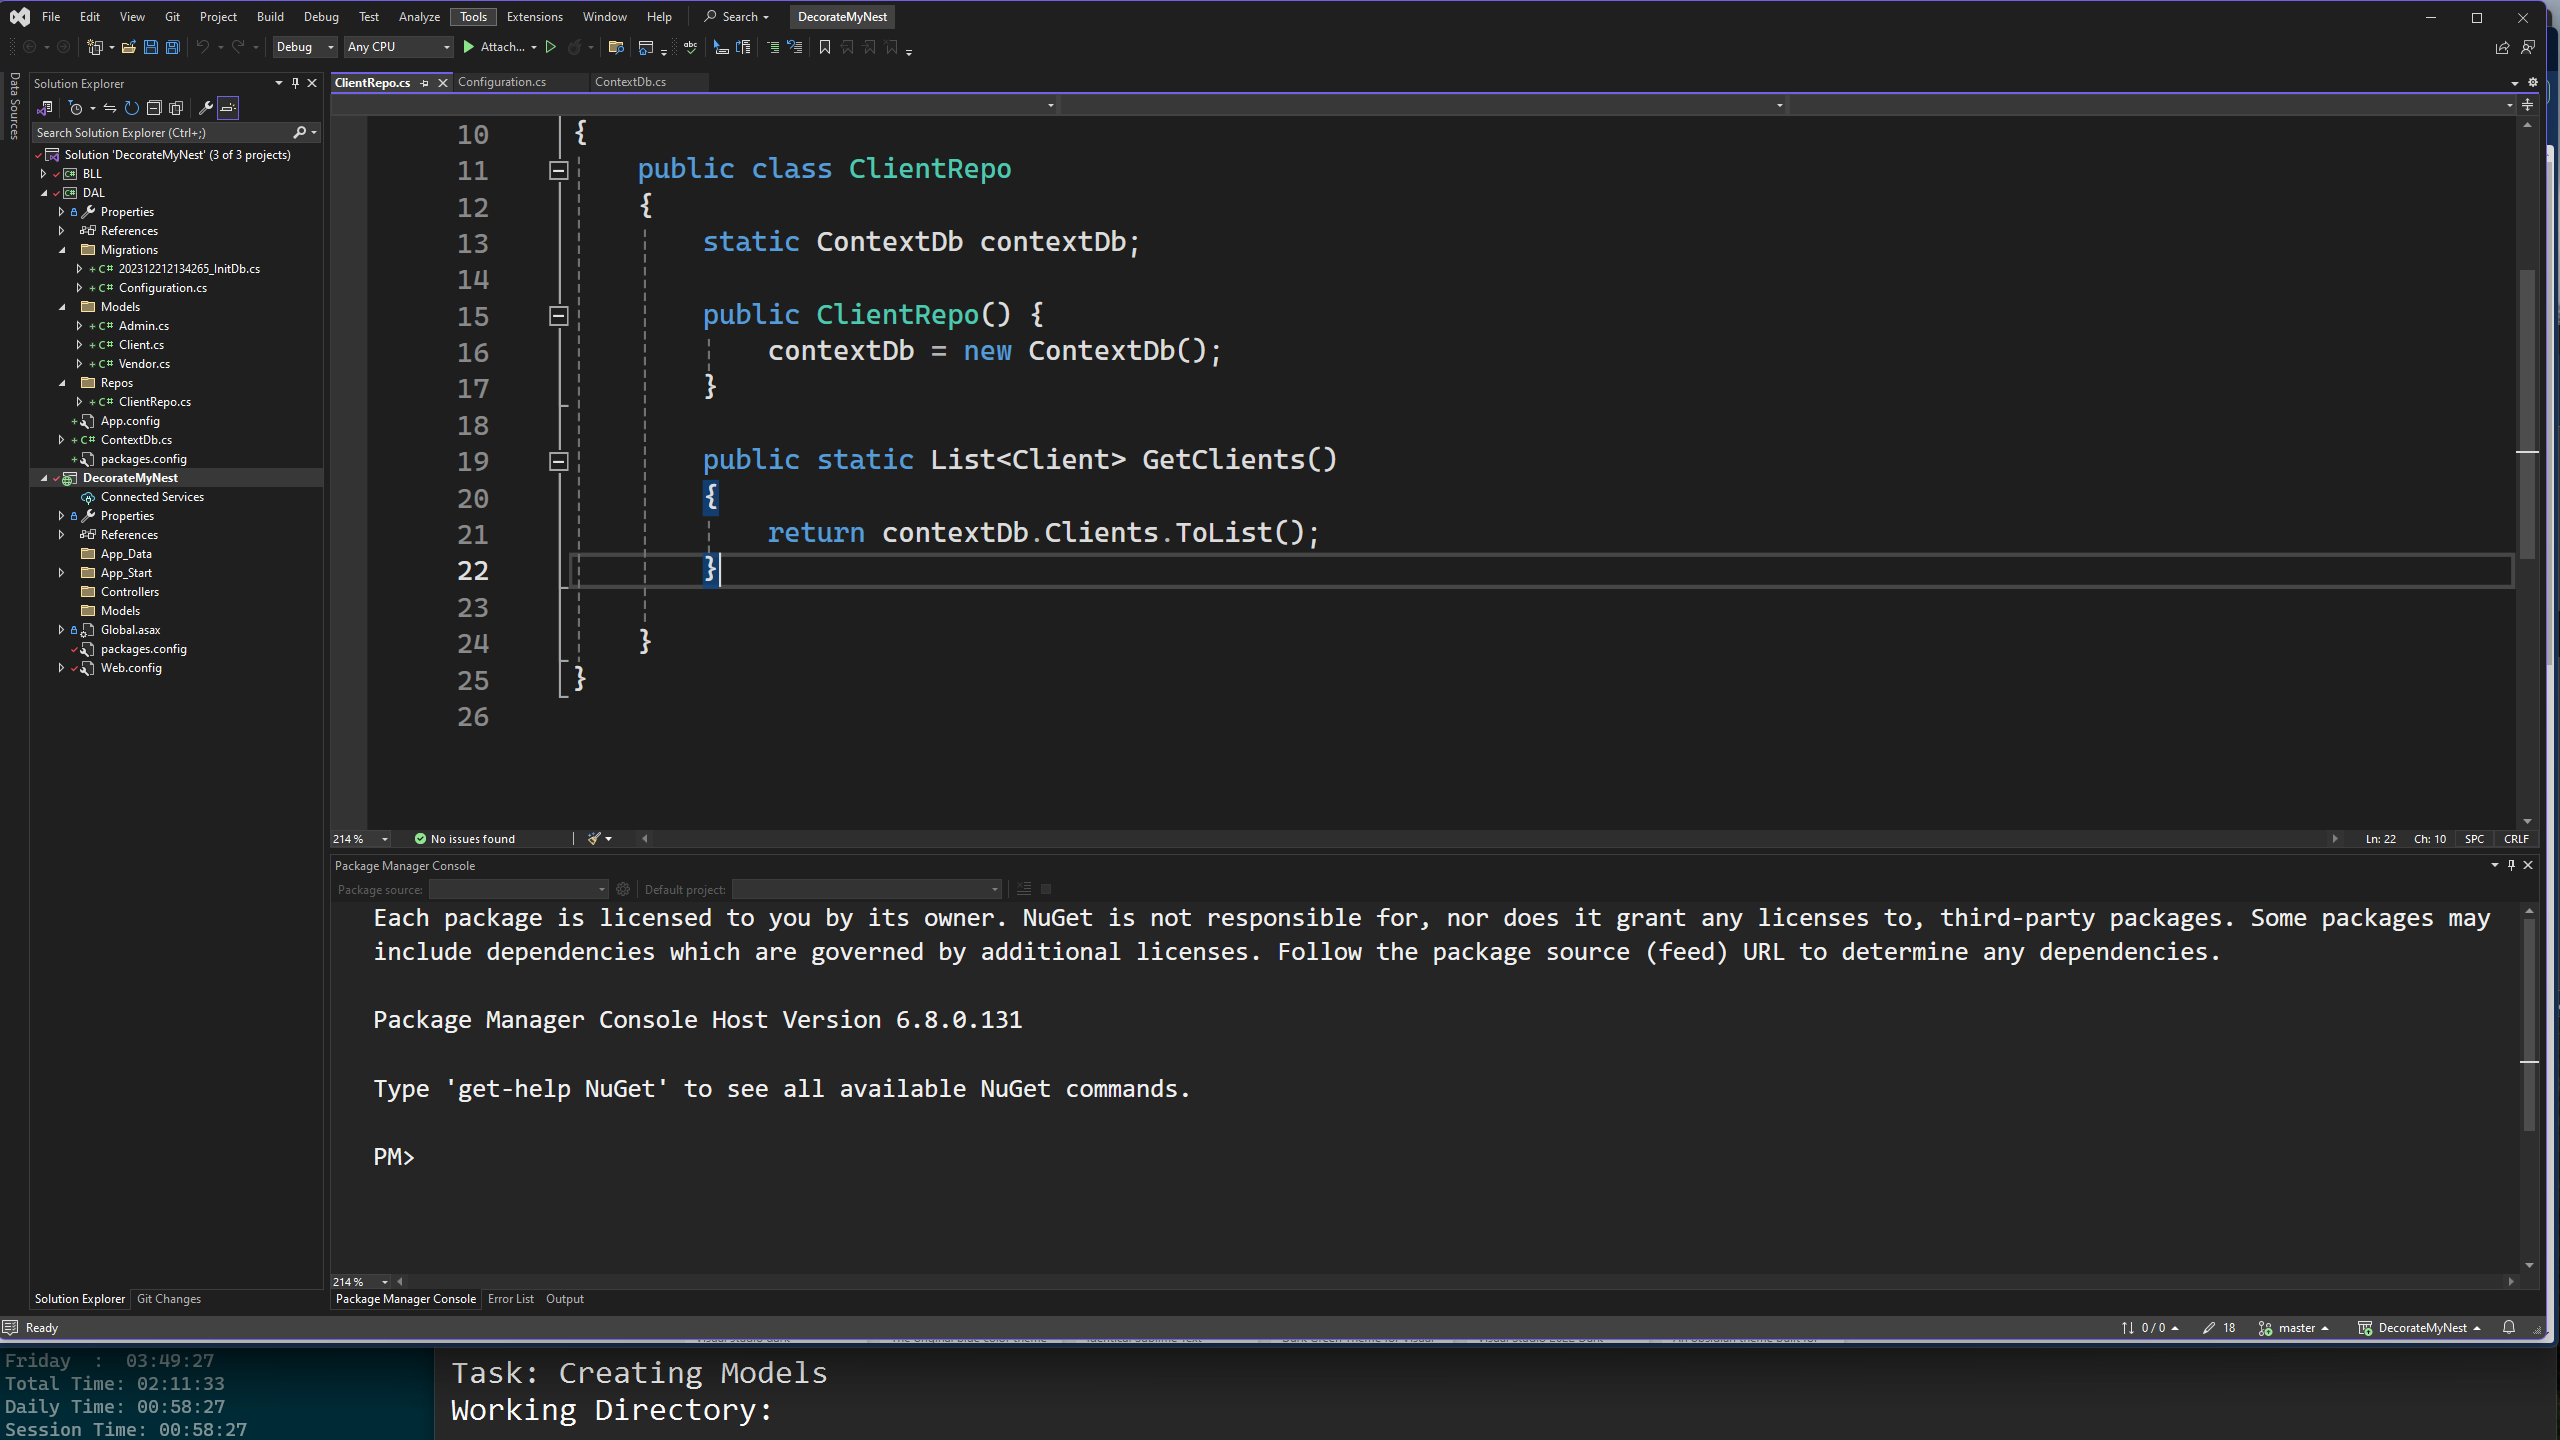 File Edit View Git Project Build Debug Test Analyze Tools Extensions Window Help Search DecorateMyNest
Debug Any CPU Attach...
Data Sources
Solution Explorer
Search Solution Explorer (Ctrl+;)
Solution 'DecorateMyNest' (3 of 3 projects)
BLL
DAL
Properties
References
Migrations
C# 202312212134265_InitDb.cs
C# Configuration.cs
Models
C# Admin.cs
C# Client.cs
C# Vendor.cs
Repos
C# ClientRepo.cs
App.config
C# ContextDb.cs
packages.config
DecorateMyNest
Connected Services
Properties
References
App_Data
App_Start
Controllers
Models
Global.asax
packages.config
Web.config
Solution Explorer Git Changes
ClientRepo.cs Configuration.cs ContextDb.cs
10 {
11 public class ClientRepo
12 {
13 static ContextDb contextDb;
14
15 public ClientRepo() {
16 contextDb = new ContextDb();
17 }
18
19 public static List<Client> GetClients()
20 {
21 return contextDb.Clients.ToList();
22 }
23
24 }
25 }
26
214 % No issues found Ln: 22 Ch: 10 SPC CRLF
Package Manager Console
Package source: Default project:
Each package is licensed to you by its owner. NuGet is not responsible for, nor does it grant any licenses to, third-party packages. Some packages may
include dependencies which are governed by additional licenses. Follow the package source (feed) URL to determine any dependencies.
Package Manager Console Host Version 6.8.0.131
Type 'get-help NuGet' to see all available NuGet commands.
PM>
214 %
Package Manager Console Error List Output
Ready 0 / 0 18 master DecorateMyNest
Friday : 03:49:27
Total Time: 02:11:33
Daily Time: 00:58:27
Session Time: 00:58:27
Task: Creating Models
Working Directory: